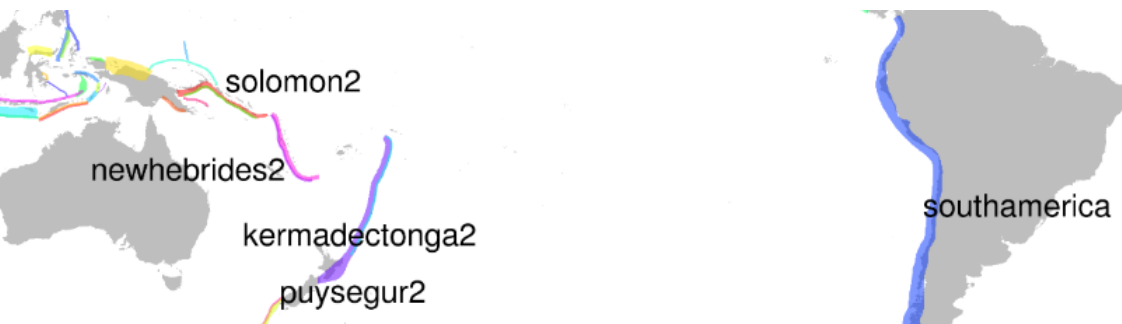 solomon2
newhebrides2
southamerica
kermadectonga2
puysegur2